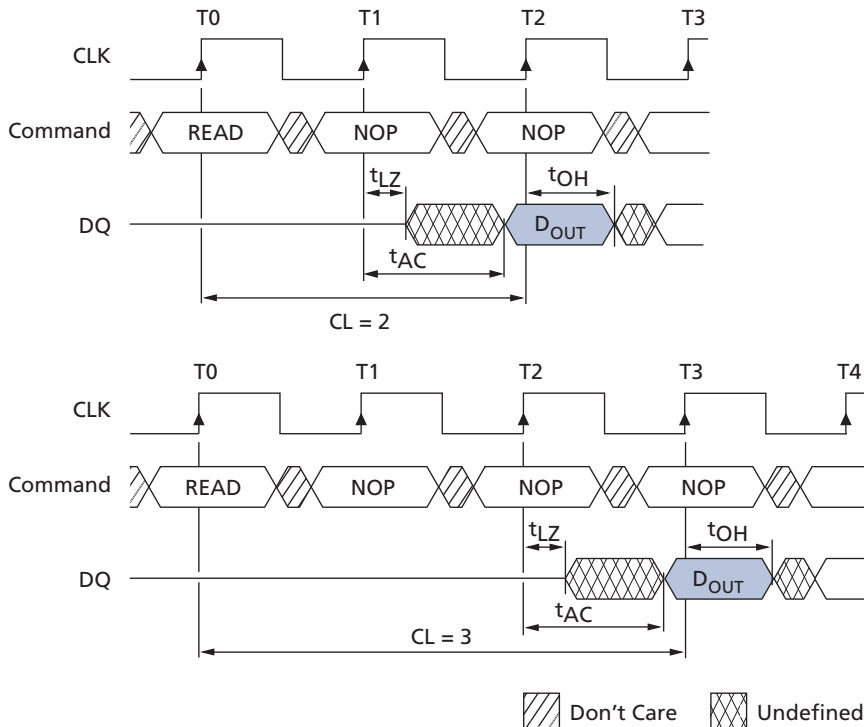 T0 T1 T2 T3
CLK
Command READ NOP NOP
tLZ tOH
DQ DOUT
tAC
CL = 2
T0 T1 T2 T3 T4
CLK
Command READ NOP NOP NOP
tLZ tOH
DQ DOUT
tAC
CL = 3
Don't Care Undefined